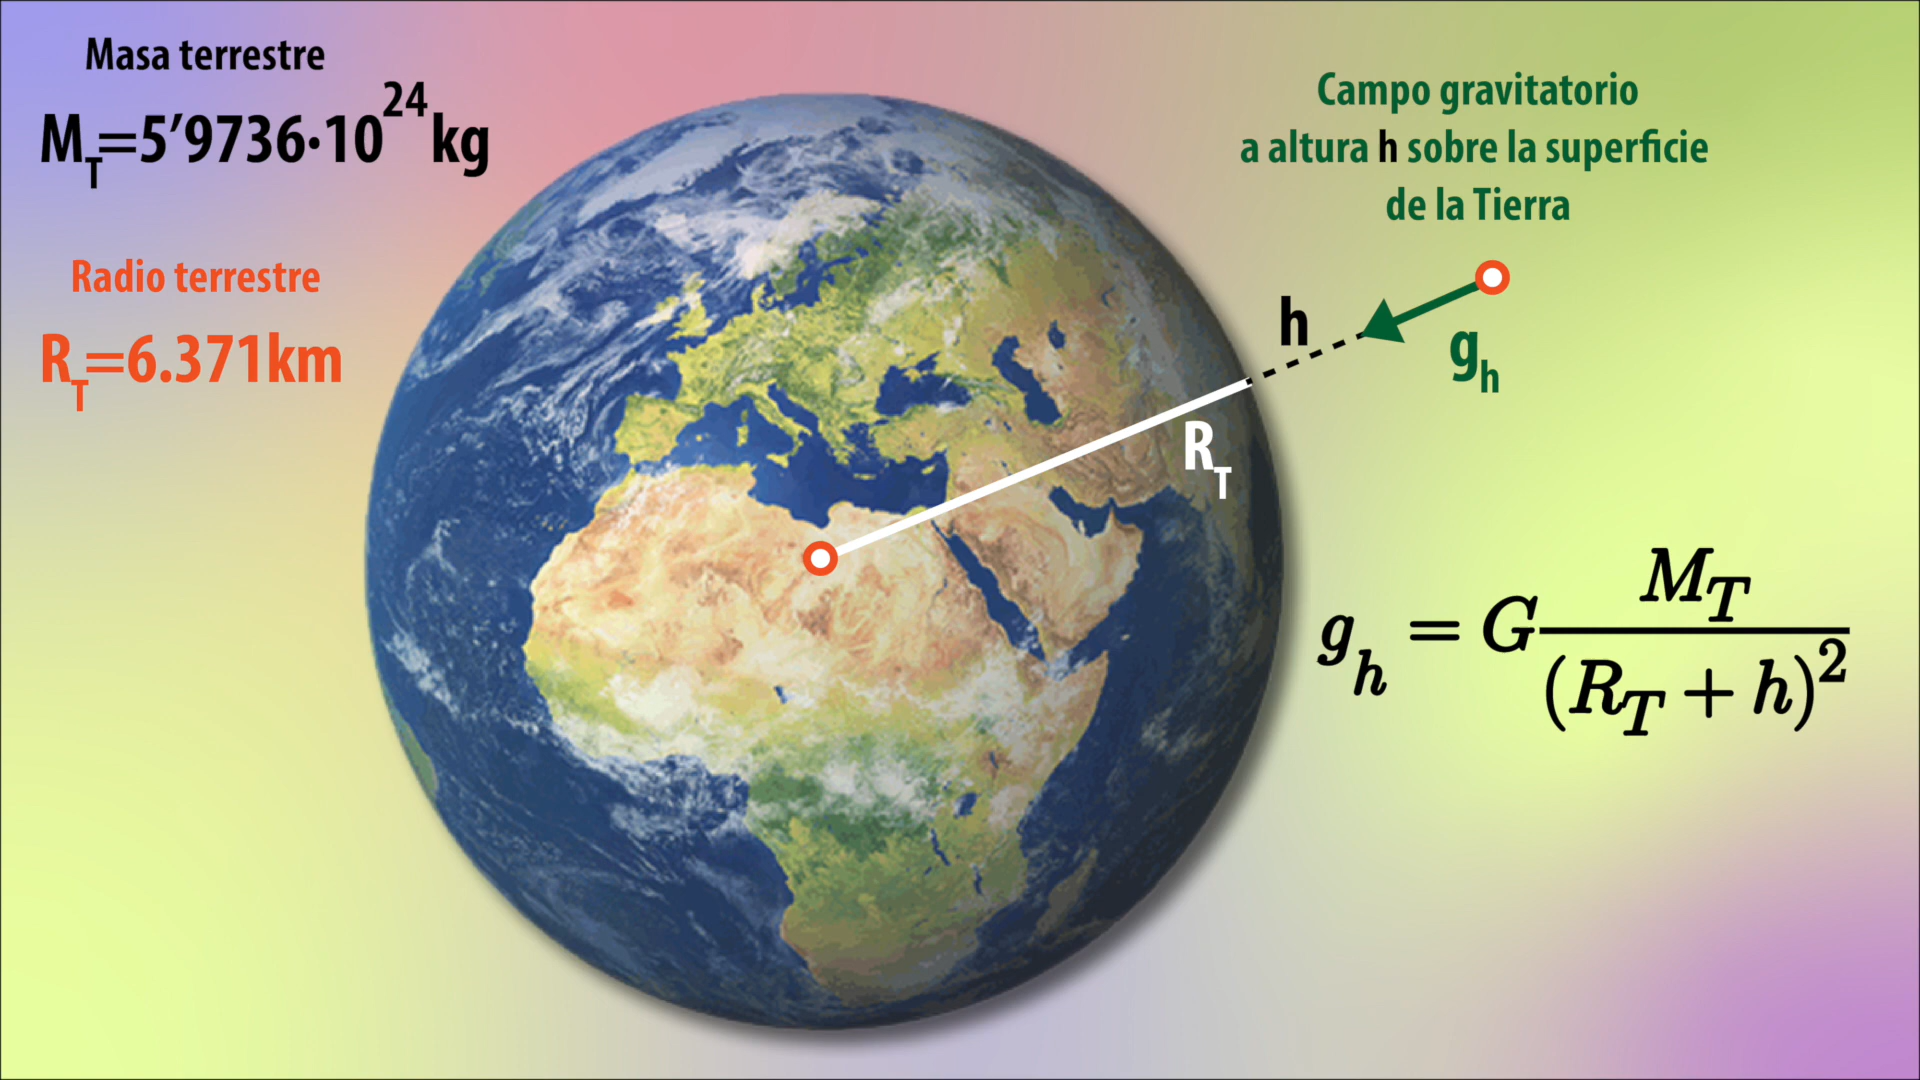 Masa terrestre
M_T=5'9736·10^24 kg
Radio terrestre
R_T=6.371km
Campo gravitatorio
a altura h sobre la superficie
de la Tierra
h
g_h
R_T
g_h = G M_T / (R_T + h)^2